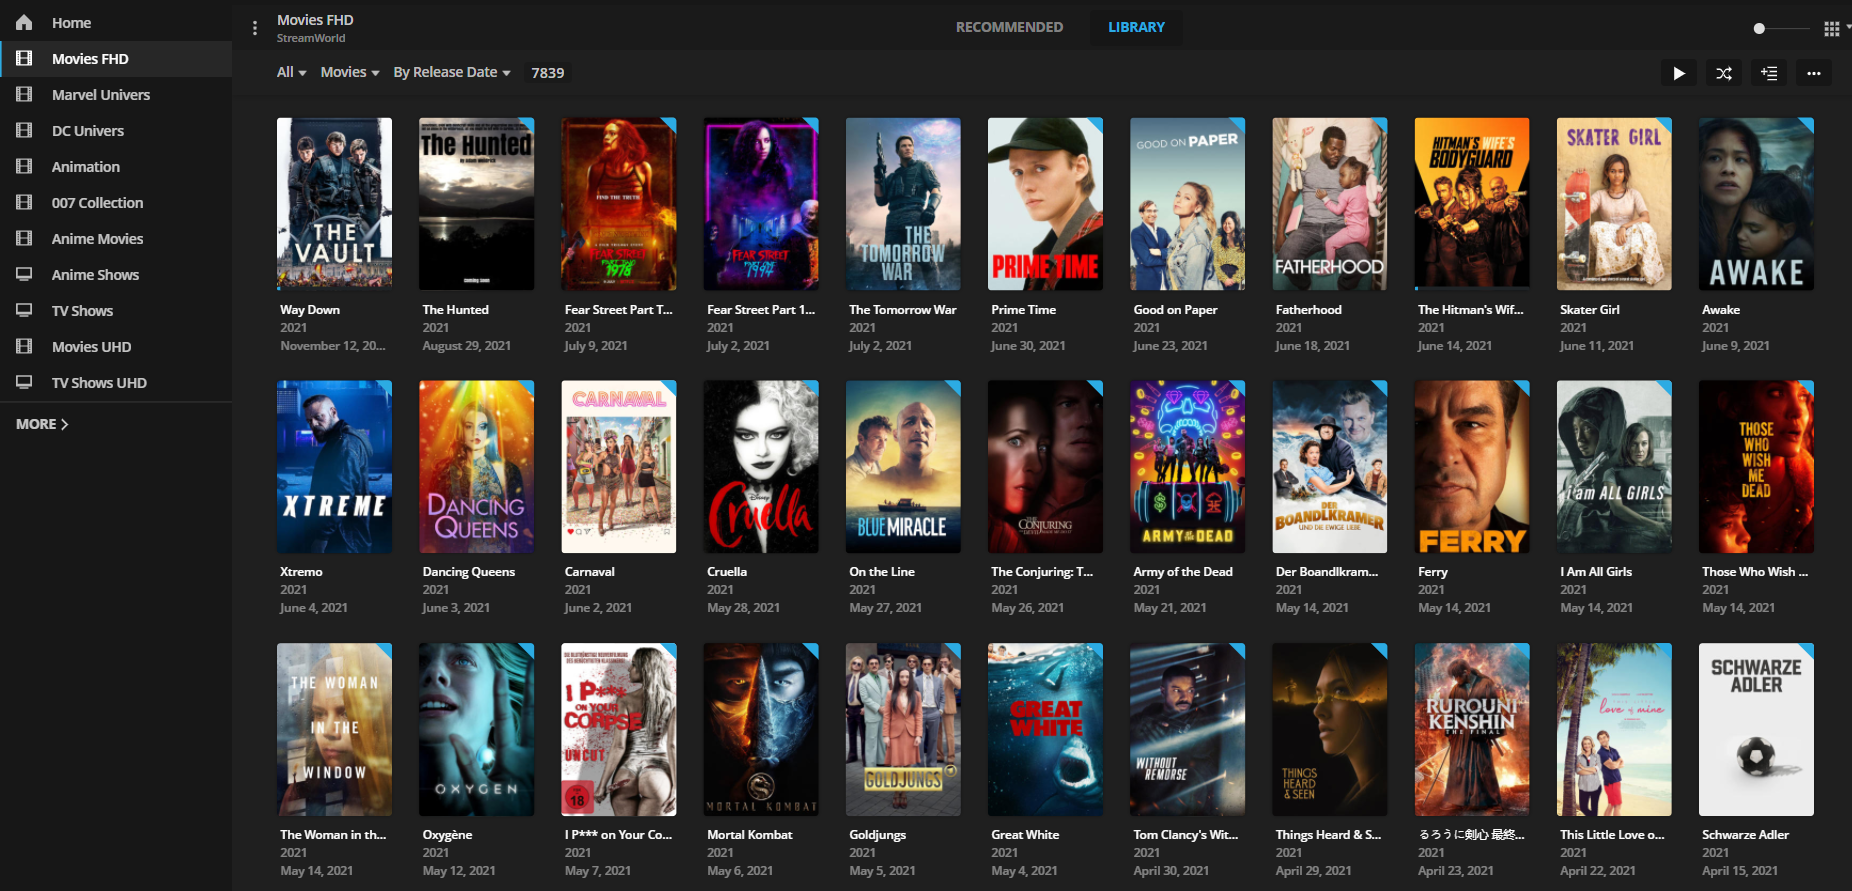 Home
Movies FHD
Marvel Univers
DC Univers
Animation
007 Collection
Anime Movies
Anime Shows
TV Shows
Movies UHD
TV Shows UHD
MORE
Movies FHD
StreamWorld
RECOMMENDED
LIBRARY
All
Movies
By Release Date
7839
THE
VAULT
The Hunted
coming soon
FIND THE TRUTH
FEAR STREET
PART TWO
1978
FEAR STREET
THE
TOMORROW
WAR
PRIME TIME
GOOD ON PAPER
FATHERHOOD
HITMAN'S WIFE'S
BODYGUARD
SKATER GIRL
AWAKE
Way Down
2021
November 12, 20...
The Hunted
2021
August 29, 2021
Fear Street Part T...
2021
July 9, 2021
Fear Street Part 1...
2021
July 2, 2021
The Tomorrow War
2021
July 2, 2021
Prime Time
2021
June 30, 2021
Good on Paper
2021
June 23, 2021
Fatherhood
2021
June 18, 2021
The Hitman's Wif...
2021
June 14, 2021
Skater Girl
2021
June 11, 2021
Awake
2021
June 9, 2021
XTREME
DANCING
QUEENS
CARNAVAL
Disney
Cruella
BLUE MIRACLE
THE
CONJURING
ARMY OF THE DEAD
DER
BOANDLKRAMER
UND DIE EWIGE LIEBE
FERRY
i am ALL GIRLS
THOSE
WHO
WISH
ME
DEAD
Xtremo
2021
June 4, 2021
Dancing Queens
2021
June 3, 2021
Carnaval
2021
June 2, 2021
Cruella
2021
May 28, 2021
On the Line
2021
May 27, 2021
The Conjuring: T...
2021
May 26, 2021
Army of the Dead
2021
May 21, 2021
Der Boandlkram...
2021
May 14, 2021
Ferry
2021
May 14, 2021
I Am All Girls
2021
May 14, 2021
Those Who Wish ...
2021
May 14, 2021
THE WOMAN
IN THE
WINDOW
OXYGEN
I P***
ON YOUR
CORPSE
UNCUT
18
MORTAL KOMBAT
GOLDJUNGS
GREAT
WHITE
WITHOUT
REMORSE
THINGS
HEARD
& SEEN
RUROUNI
KENSHIN
THE FINAL
love of mine
SCHWARZE
ADLER
The Woman in th...
2021
May 14, 2021
Oxygène
2021
May 12, 2021
I P*** on Your Co...
2021
May 7, 2021
Mortal Kombat
2021
May 6, 2021
Goldjungs
2021
May 5, 2021
Great White
2021
May 4, 2021
Tom Clancy's Wit...
2021
April 30, 2021
Things Heard & S...
2021
April 29, 2021
るろうに剣心 最終...
2021
April 23, 2021
This Little Love o...
2021
April 22, 2021
Schwarze Adler
2021
April 15, 2021